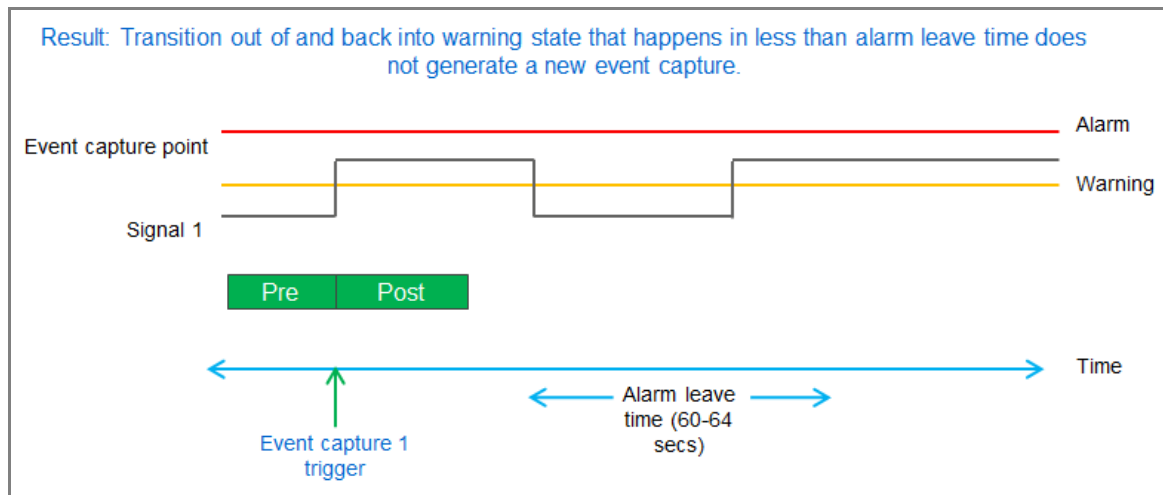 Result: Transition out of and back into warning state that happens in less than alarm leave time does
not generate a new event capture.
Alarm
Event capture point
Warning
Signal 1
Pre
Post
Time
Alarm leave
time (60-64
secs)
Event capture 1
trigger